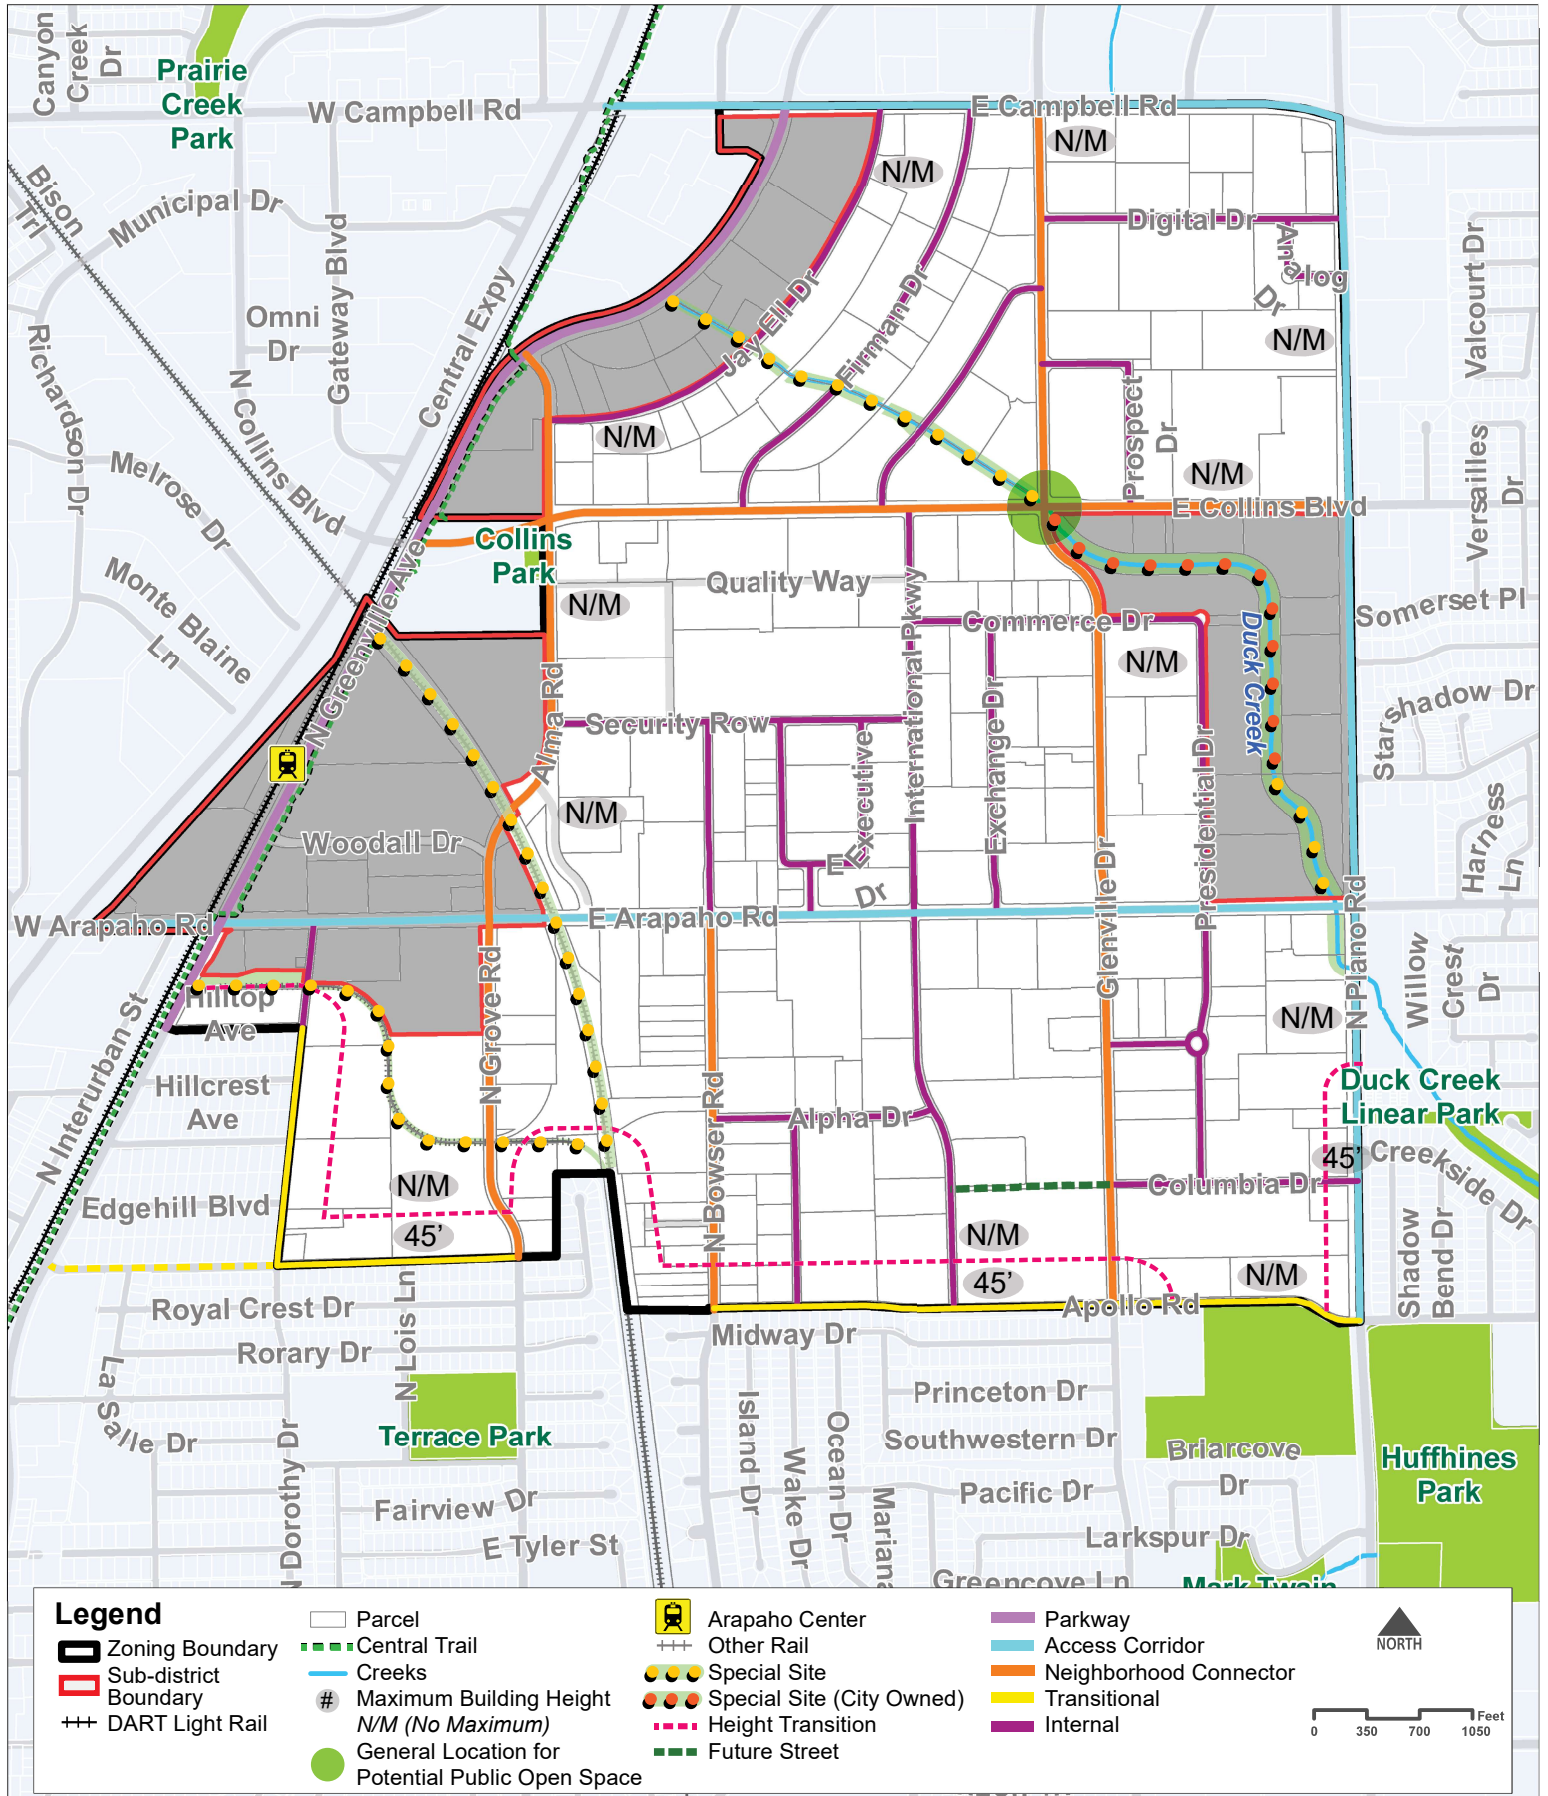 Canyon
Creek
Dr
Prairie
Creek
Park
W Campbell Rd
E Campbell Rd
N/M
N/M
Bison
Trl
Municipal Dr
Gateway Blvd
Central Expy
Digital Dr
Analog
Dr
Valcourt Dr
Omni
Dr
Jay Ell Dr
Firman Dr
N/M
Richardson Dr
N Collins Blvd
N/M
Prospect
Dr
N/M
Versailles
Dr
Melrose Dr
E Collins Blvd
Collins
Park
N Greenville Ave
Monte Blaine
Ln
Quality Way
N/M
International Pkwy
Commerce Dr
Somerset Pl
Duck Creek
N/M
Starshadow Dr
Alma Rd
Security Row
Executive
Exchange Dr
Presidential Dr
N/M
E
Dr
Woodall Dr
Glenville Dr
Harness
Ln
W Arapaho Rd
E Arapaho Rd
N Plano Rd
Willow
Crest
Dr
N Grove Rd
Hilltop
Ave
N/M
N Interurban St
Hillcrest
Ave
N Bowser Rd
Alpha Dr
Duck Creek
Linear Park
45'
Creekside Dr
Edgehill Blvd
N/M
Columbia Dr
45'
N/M
Shadow
Bend Dr
45'
N/M
Royal Crest Dr
N Lois Ln
Apollo Rd
Rorary Dr
Midway Dr
La Salle Dr
N Dorothy Dr
Terrace Park
Island Dr
Wake Dr
Ocean Dr
Mariana
Princeton Dr
Southwestern Dr
Briarcove
Dr
Huffhines
Park
Fairview Dr
Pacific Dr
E Tyler St
Larkspur Dr
Greencove Ln
Mark Twain
Legend
Zoning Boundary
Sub-district
Boundary
DART Light Rail
Parcel
Central Trail
Creeks
# Maximum Building Height
N/M (No Maximum)
General Location for
Potential Public Open Space
Arapaho Center
Other Rail
Special Site
Special Site (City Owned)
Height Transition
Future Street
Parkway
Access Corridor
Neighborhood Connector
Transitional
Internal
NORTH
Feet
0 350 700 1050